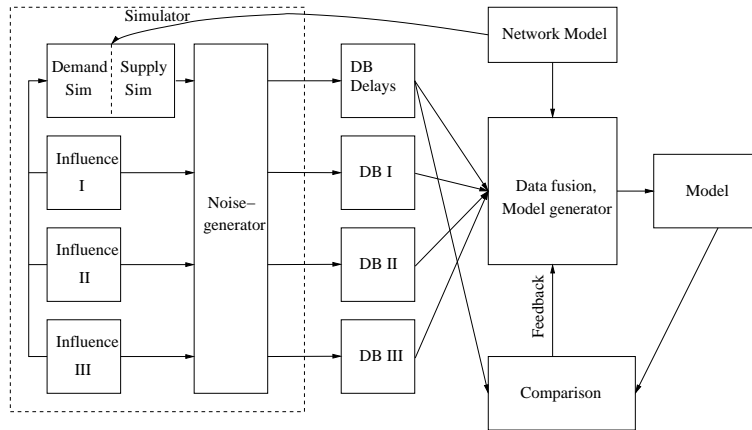 Simulator
Demand
Sim
Supply
Sim
DB
Delays
Network Model
Influence
I
DB I
Noise–
generator
Data fusion,
Model generator
Model
Influence
II
DB II
Feedback
Influence
III
DB III
Comparison